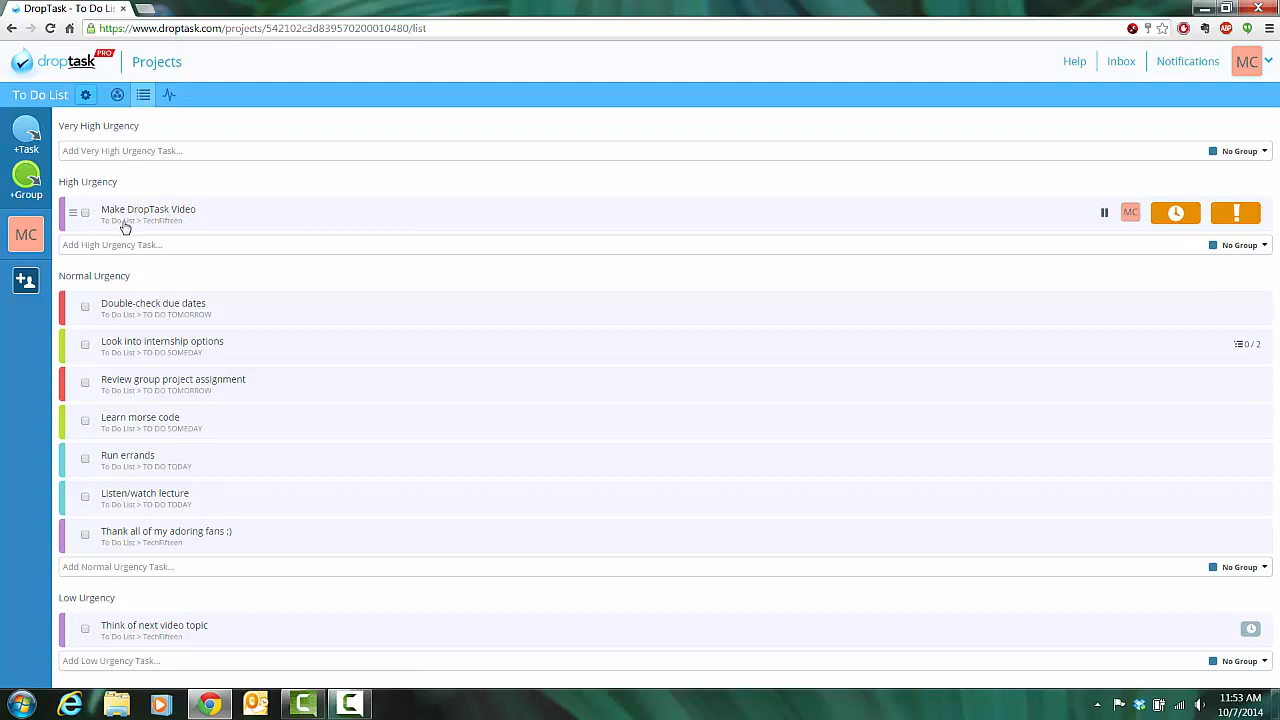 DropTask - To Do Lis
https://www.droptask.com/projects/542102c3d839570200010480/list
droptask PRO
Projects
Help
Inbox
Notifications
MC
To Do List
+Task
+Group
MC
Very High Urgency
Add Very High Urgency Task...
No Group
High Urgency
Make DropTask Video
To Do List > TechFifteen
MC
Add High Urgency Task...
No Group
Normal Urgency
Double-check due dates
To Do List > TO DO TOMORROW
Look into internship options
To Do List > TO DO SOMEDAY
0 / 2
Review group project assignment
To Do List > TO DO TOMORROW
Learn morse code
To Do List > TO DO SOMEDAY
Run errands
To Do List > TO DO TODAY
Listen/watch lecture
To Do List > TO DO TODAY
Thank all of my adoring fans ;)
To Do List > TechFifteen
Add Normal Urgency Task...
No Group
Low Urgency
Think of next video topic
To Do List > TechFifteen
Add Low Urgency Task...
No Group
11:53 AM
10/7/2014